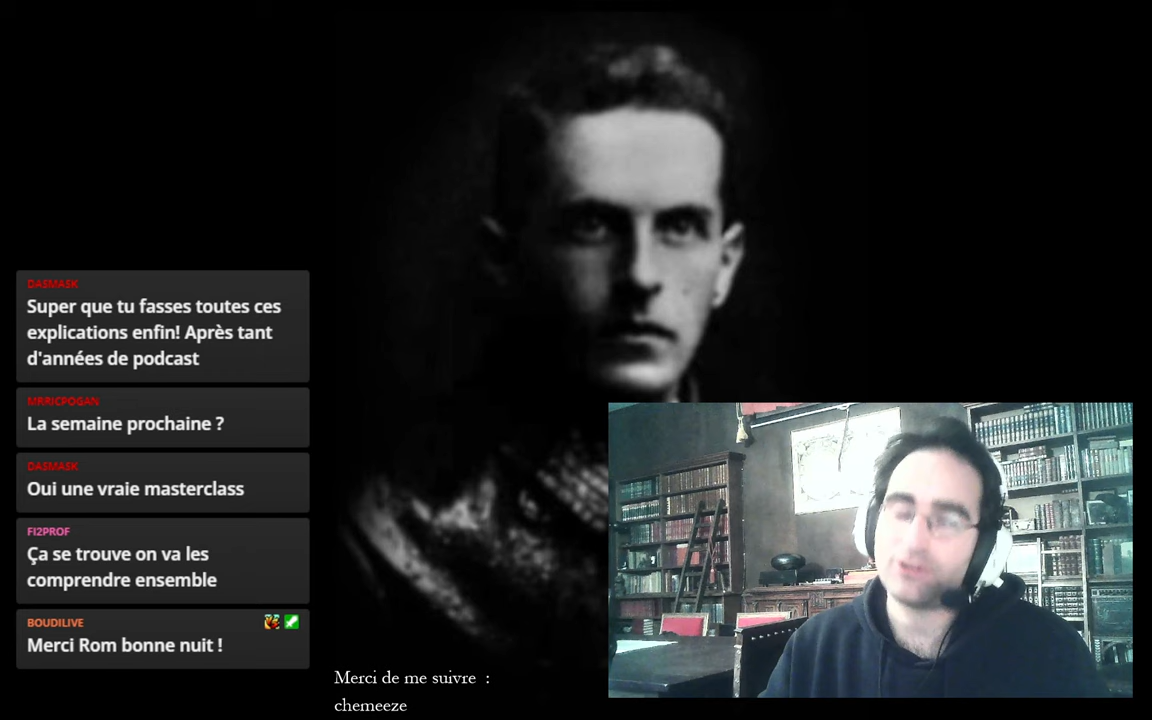 DASMASK
Super que tu fasses toutes ces
explications enfin! Après tant
d'années de podcast
MRRICPOGAN
La semaine prochaine ?
DASMASK
Oui une vraie masterclass
FI2PROF
Ça se trouve on va les
comprendre ensemble
BOUDILIVE
Merci Rom bonne nuit !
Merci de me suivre :
chemeeze